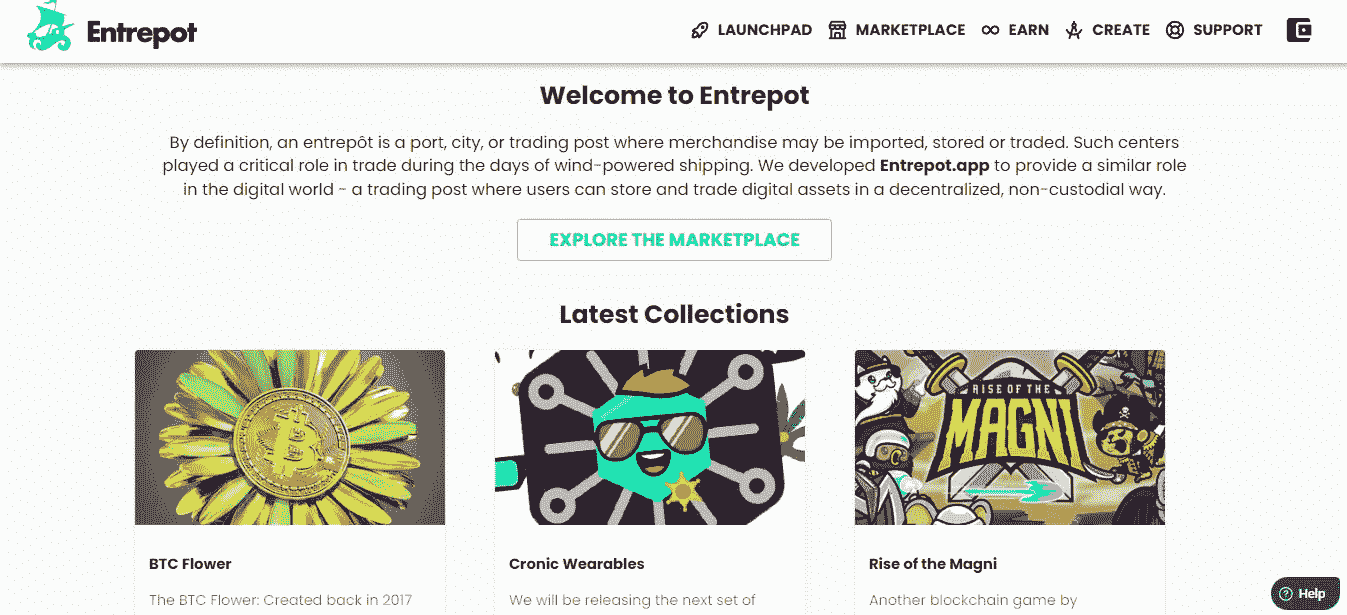 Entrepot
LAUNCHPAD
MARKETPLACE
EARN
CREATE
SUPPORT
Welcome to Entrepot
By definition, an entrepôt is a port, city, or trading post where merchandise may be imported, stored or traded. Such centers
played a critical role in trade during the days of wind-powered shipping. We developed Entrepot.app to provide a similar role
in the digital world - a trading post where users can store and trade digital assets in a decentralized, non-custodial way.
EXPLORE THE MARKETPLACE
Latest Collections
RISE OF THE
MAGNI
BTC Flower
Cronic Wearables
Rise of the Magni
The BTC Flower: Created back in 2017
We will be releasing the next set of
Another blockchain game by
Help